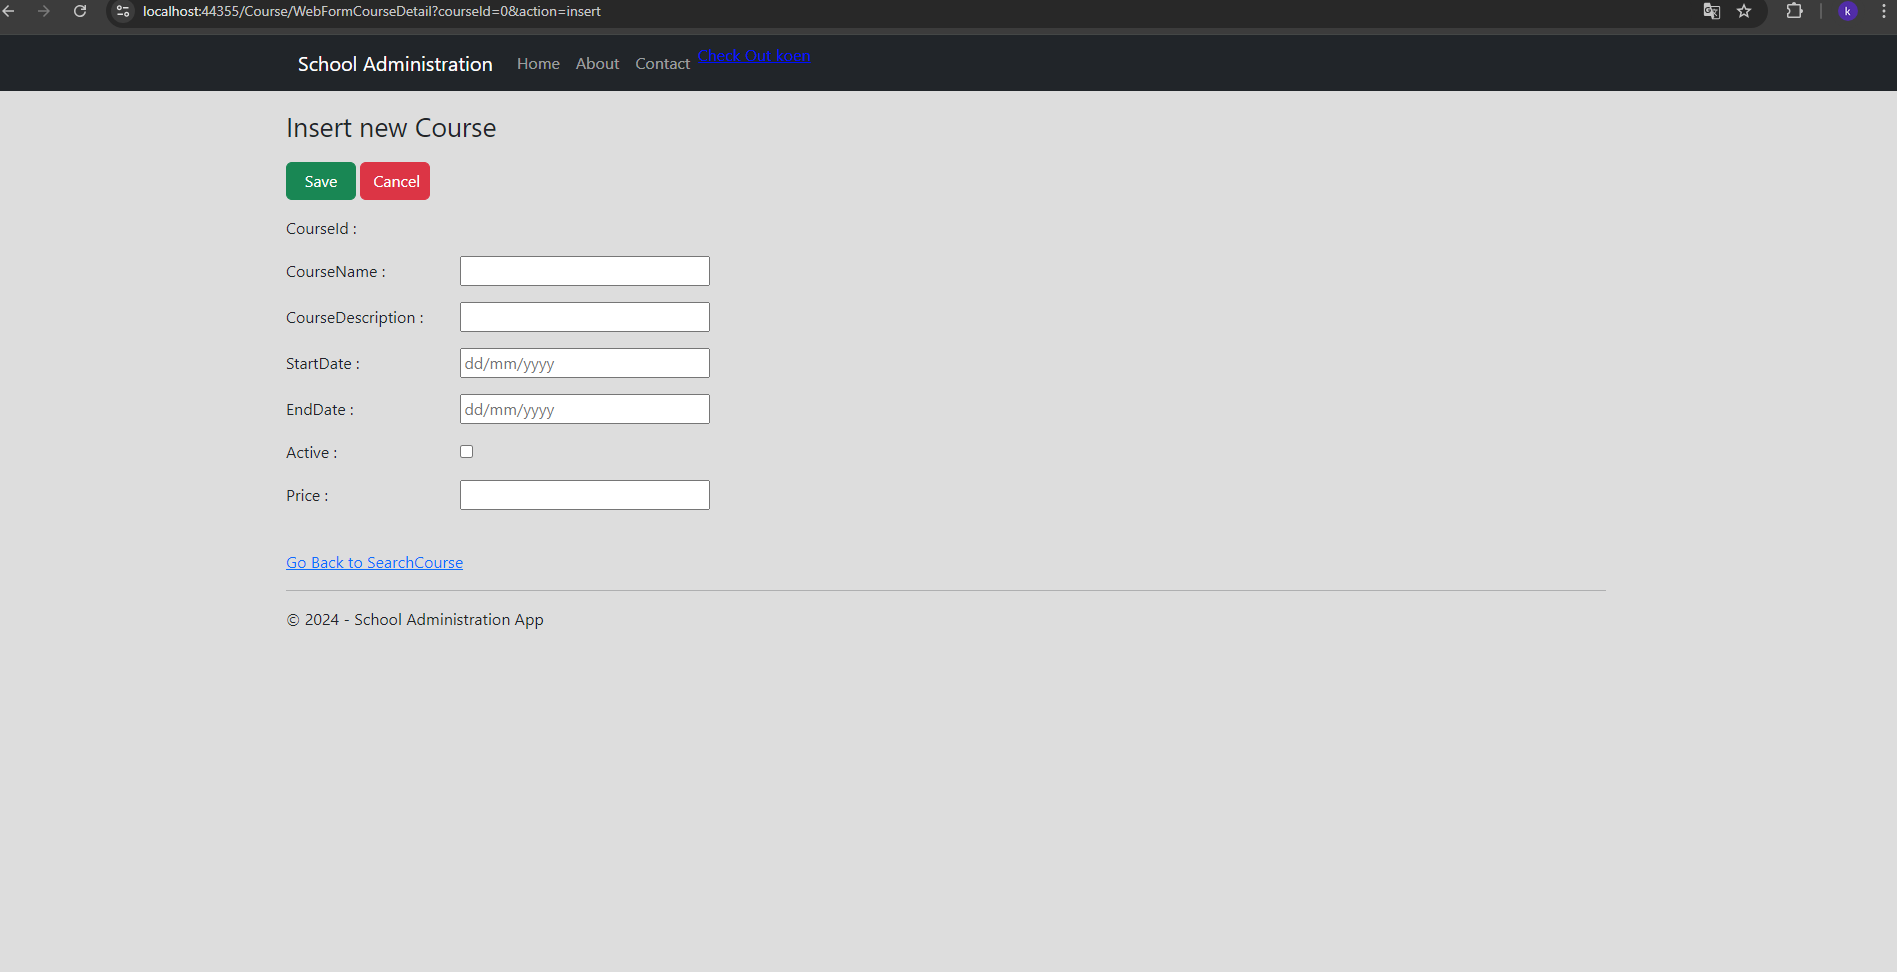 localhost:44355/Course/WebFormCourseDetail?courseId=0&action=insert
k
School Administration Home About Contact Check Out koen
Insert new Course
Save Cancel
CourseId :
CourseName :
CourseDescription :
StartDate : dd/mm/yyyy
EndDate : dd/mm/yyyy
Active :
Price :
Go Back to SearchCourse
© 2024 - School Administration App